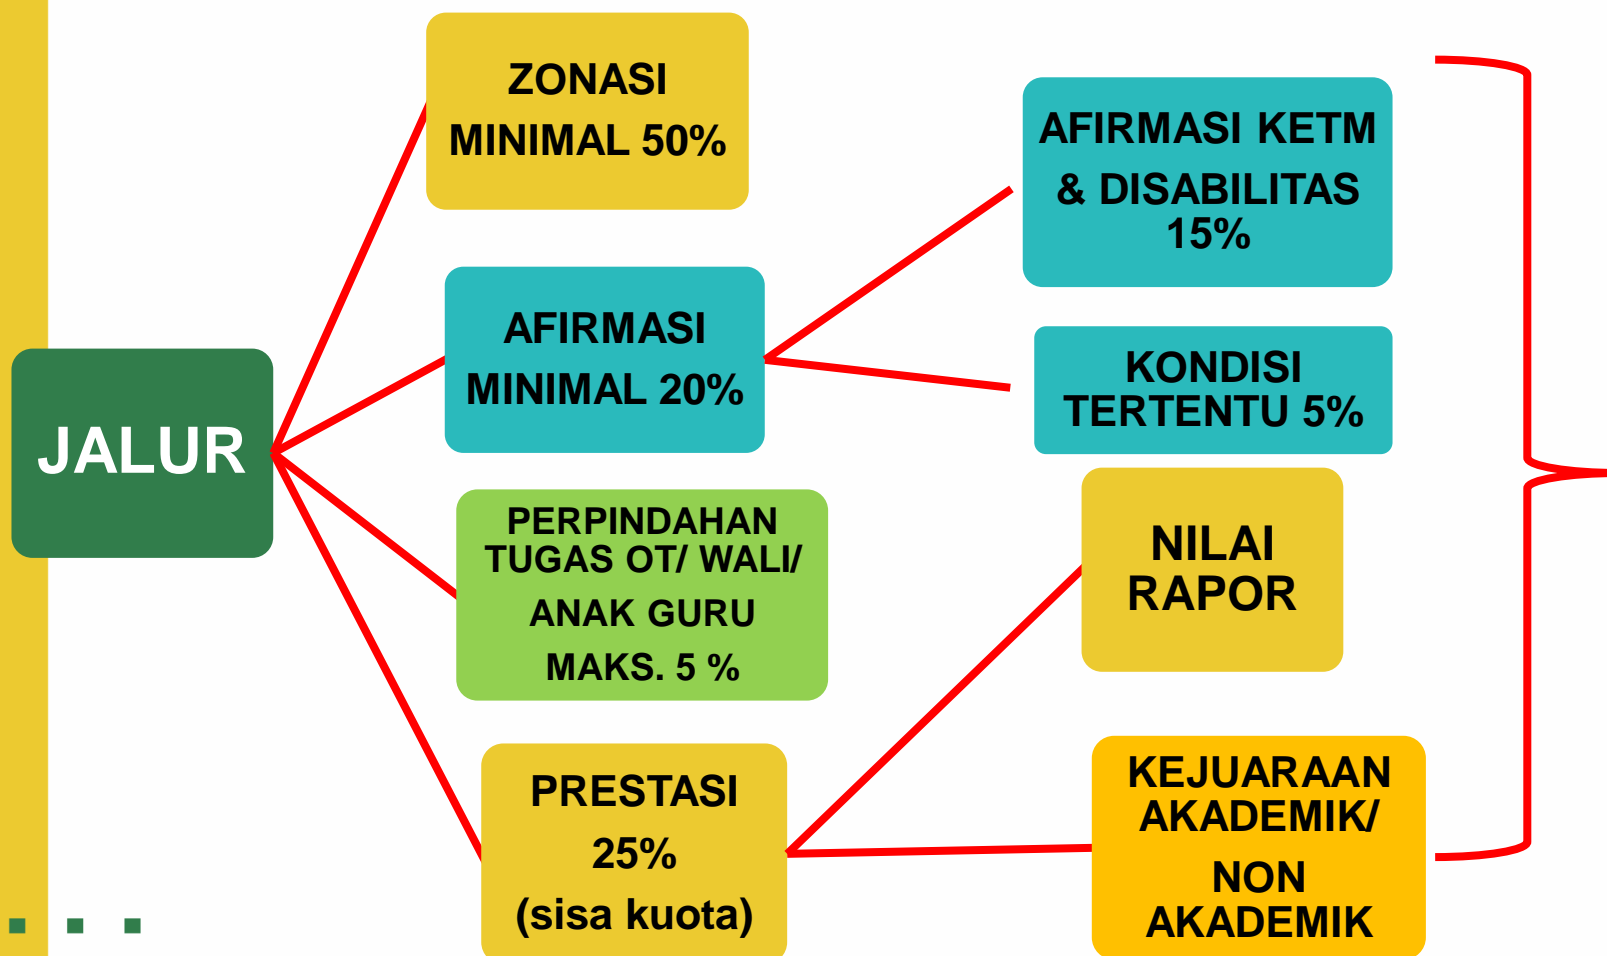 JALUR
ZONASI
MINIMAL 50%
AFIRMASI
MINIMAL 20%
PERPINDAHAN
TUGAS OT/ WALI/
ANAK GURU
MAKS. 5 %
PRESTASI
25%
(sisa kuota)
AFIRMASI KETM
& DISABILITAS
15%
KONDISI
TERTENTU 5%
NILAI
RAPOR
KEJUARAAN
AKADEMIK/
NON
AKADEMIK